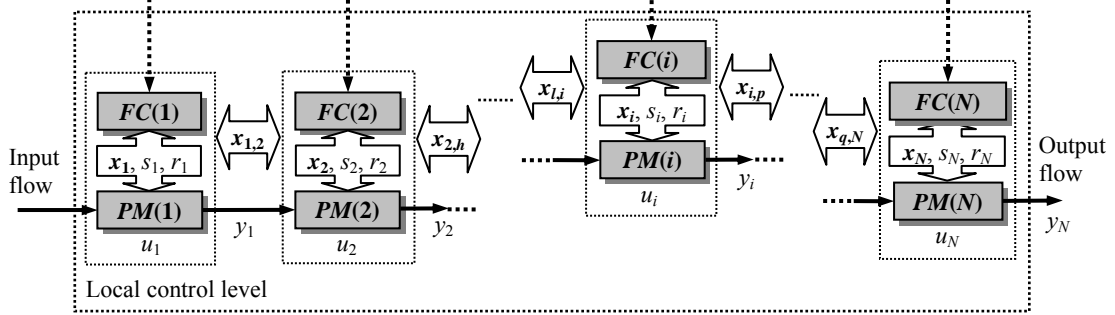 FC(1)
x1, s1, r1
PM(1)
u1
x1,2
FC(2)
x2, s2, r2
PM(2)
u2
x2,h
......
xl,i
FC(i)
xi, si, ri
PM(i)
ui
xi,p
......
xq,N
FC(N)
xN, sN, rN
PM(N)
uN
Input
flow
y1
y2
yi
Output
flow
yN
Local control level